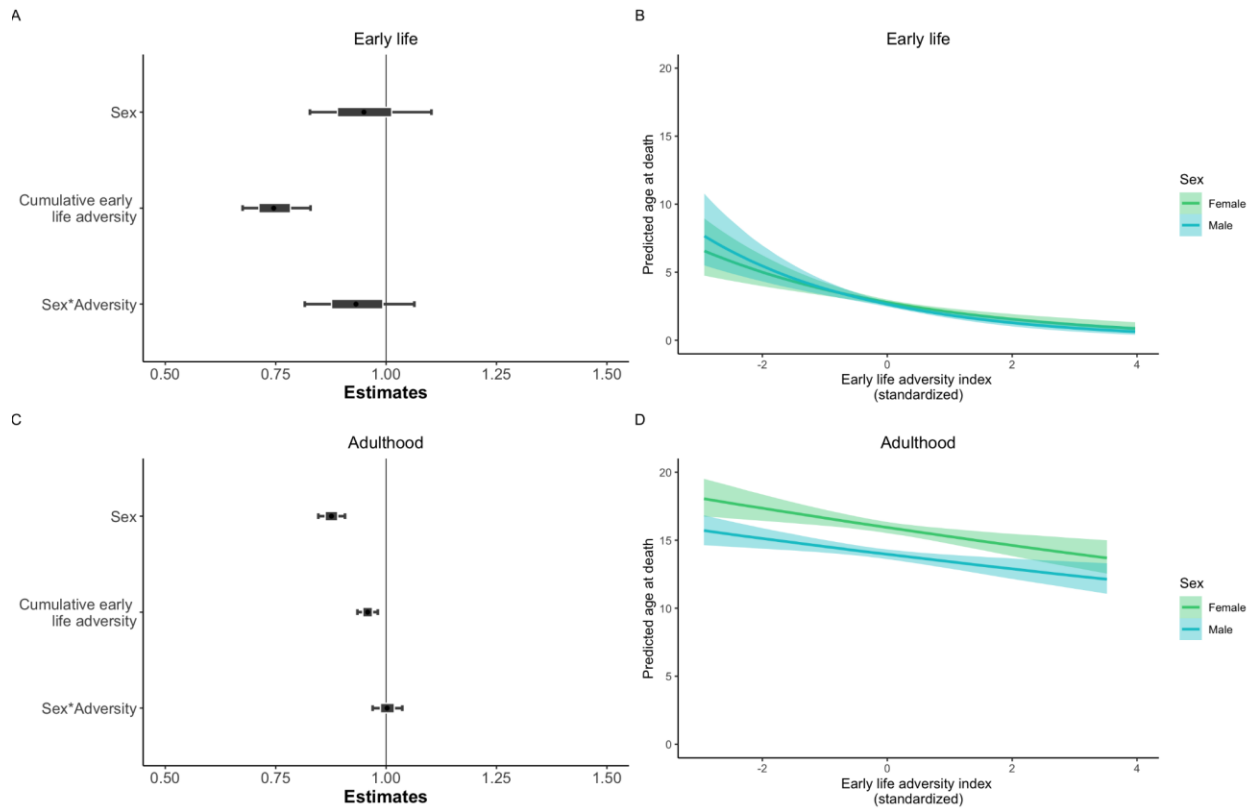 A
Early life
Sex
Cumulative early
life adversity
Sex*Adversity
0.50
0.75
1.00
1.25
1.50
Estimates
B
Early life
Predicted age at death
20
15
10
5
0
-2
0
2
4
Early life adversity index
(standardized)
Sex
Female
Male
C
Adulthood
Sex
Cumulative early
life adversity
Sex*Adversity
0.50
0.75
1.00
1.25
1.50
Estimates
D
Adulthood
Predicted age at death
20
15
10
5
0
-2
0
2
4
Early life adversity index
(standardized)
Sex
Female
Male